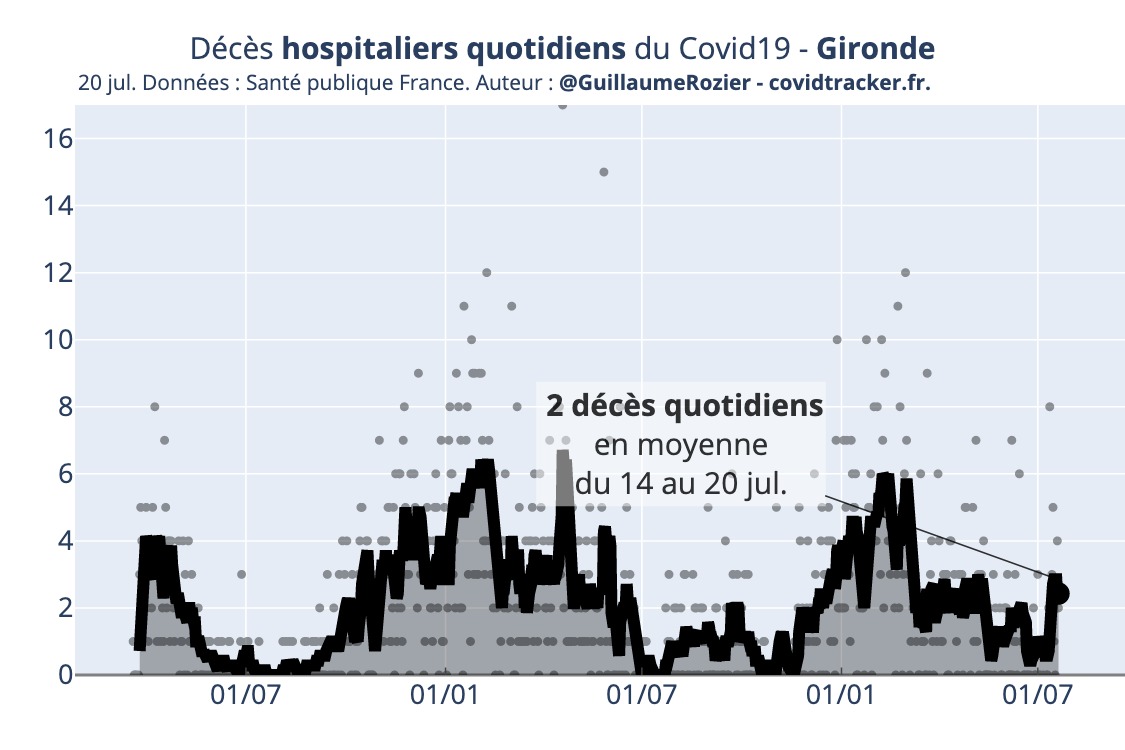 Décès hospitaliers quotidiens du Covid19 - Gironde
20 jul. Données : Santé publique France. Auteur : @GuillaumeRozier - covidtracker.fr.
16
14
12
10
8
2 décès quotidiens
en moyenne
6
du 14 au 20 jul.
4
2
0
01/07
01/01
01/07
01/01
01/07